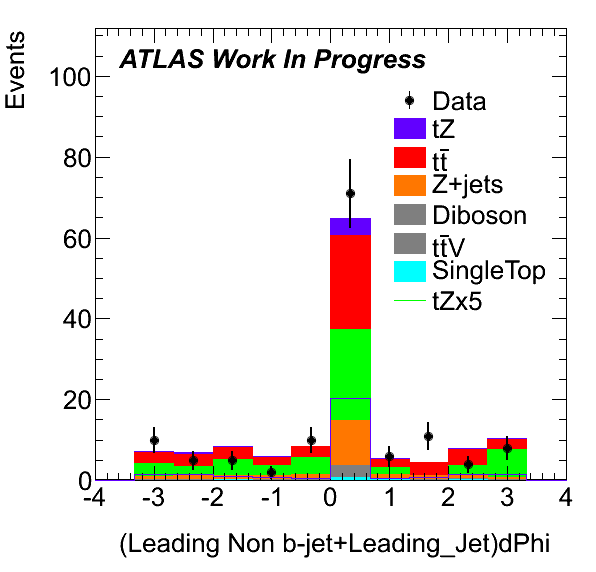 Events
ATLAS Work In Progress
100
80
60
40
20
0
Data
tZ
tt̄
Z+jets
Diboson
tt̄V
SingleTop
tZx5
-4 -3 -2 -1 0 1 2 3 4
(Leading Non b-jet+Leading_Jet)dPhi